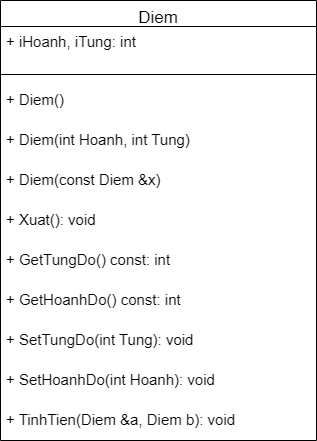 Diem
+ iHoanh, iTung: int
+ Diem()
+ Diem(int Hoanh, int Tung)
+ Diem(const Diem &x)
+ Xuat(): void
+ GetTungDo() const: int
+ GetHoanhDo() const: int
+ SetTungDo(int Tung): void
+ SetHoanhDo(int Hoanh): void
+ TinhTien(Diem &a, Diem b): void